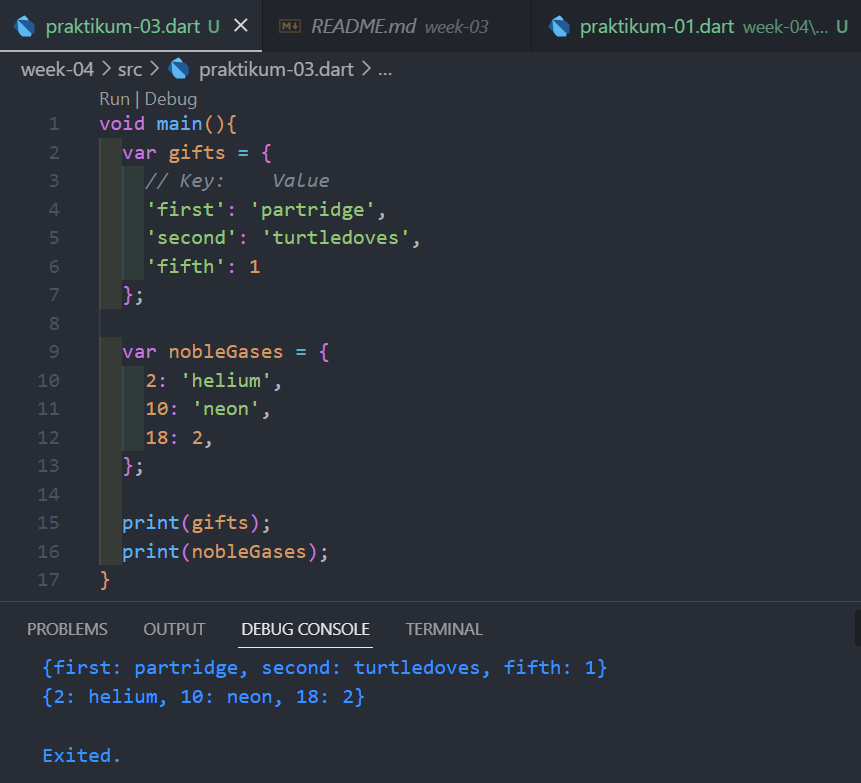 praktikum-03.dart U README.md week-03 praktikum-01.dart week-04\... U
week-04 > src > praktikum-03.dart > ...
Run | Debug
1 void main(){
2   var gifts = {
3     // Key:    Value
4     'first': 'partridge',
5     'second': 'turtledoves',
6     'fifth': 1
7   };
8
9   var nobleGases = {
10     2: 'helium',
11     10: 'neon',
12     18: 2,
13   };
14
15   print(gifts);
16   print(nobleGases);
17 }
PROBLEMS OUTPUT DEBUG CONSOLE TERMINAL
{first: partridge, second: turtledoves, fifth: 1}
{2: helium, 10: neon, 18: 2}
Exited.